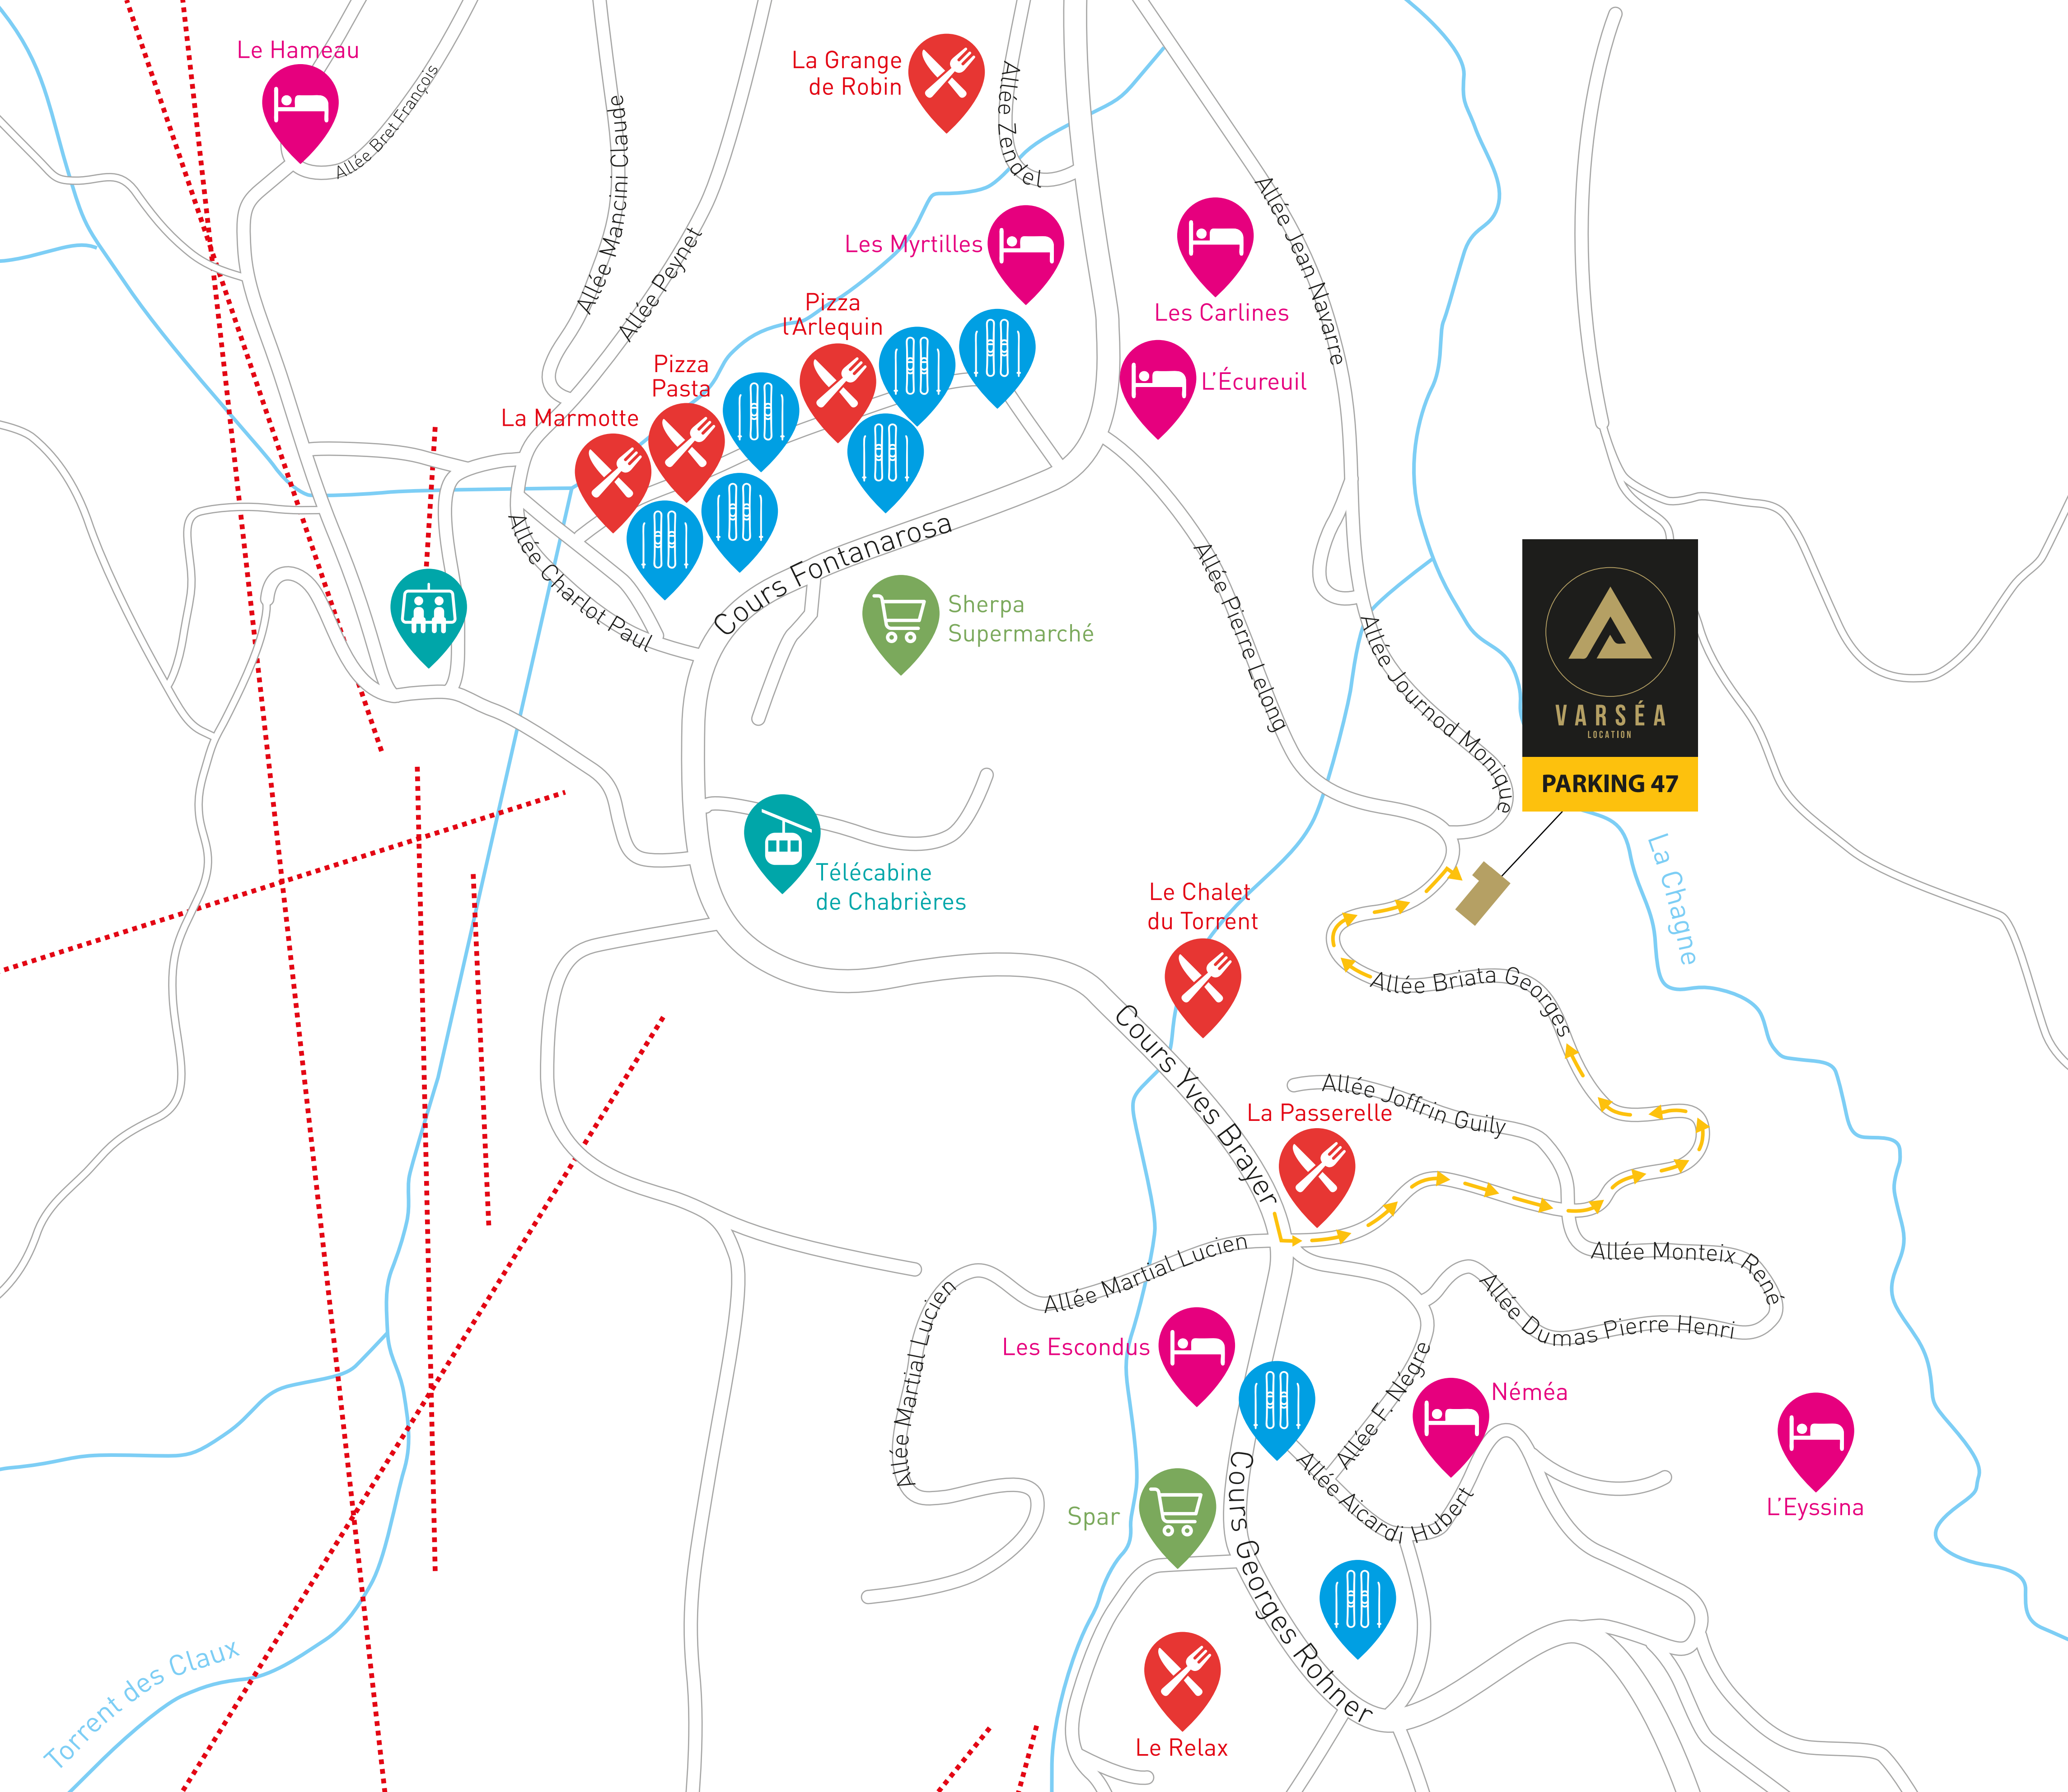 Le Hameau
Allée Bret François
Allée Mancini Claude
Allée Peynet
La Grange
de Robin
Allée Zendel
Les Myrtilles
Les Carlines
Allée Jean Navarre
L'Écureuil
Pizza
l'Arlequin
Pizza
Pasta
La Marmotte
Allée Charlot Paul
Cours Fontanarosa
Sherpa
Supermarché
Allée Pierre Lelong
Allée Journod Monique
VARSÉA
LOCATION
PARKING 47
La Chagne
Télécabine
de Chabrières
Le Chalet
du Torrent
Allée Briata Georges
Cours Yves Brayer
Allée Joffrin Guily
La Passerelle
Allée Martial Lucien
Allée Martial Lucien
Allée Monteix René
Allée Dumas Pierre Henri
Les Escondus
Allée F. Négre
Néméa
L'Eyssina
Allée Aicardi Hubert
Spar
Cours Georges Rohner
Le Relax
Torrent des Claux